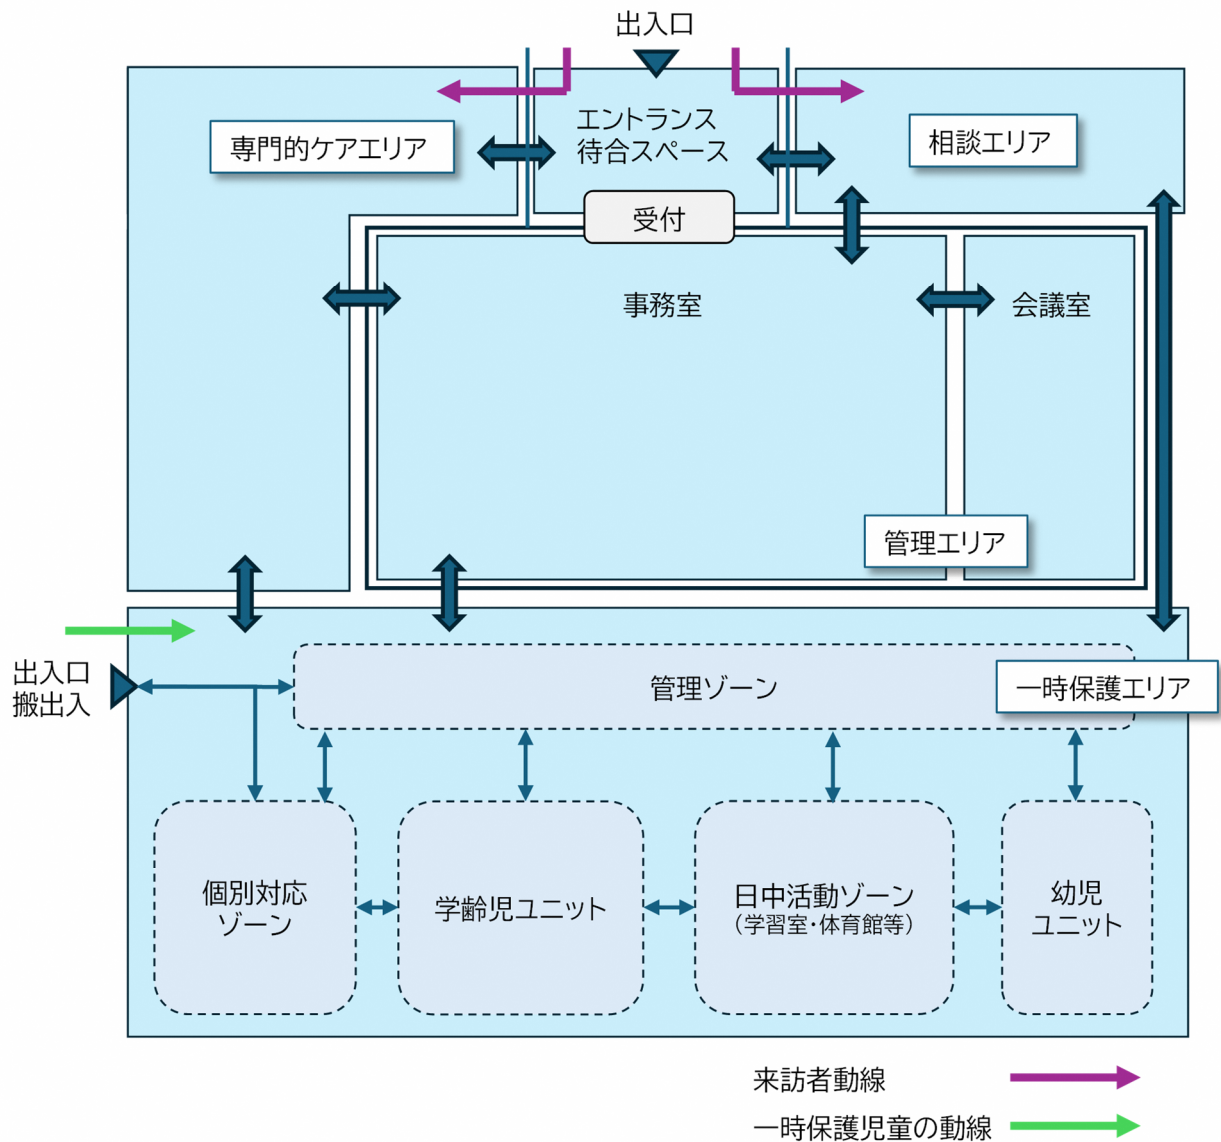 出入口
エントランス
待合スペース
専門的ケアエリア
相談エリア
受付
事務室
会議室
管理エリア
出入口
搬出入
管理ゾーン
一時保護エリア
個別対応
ゾーン
学齢児ユニット
日中活動ゾーン
（学習室・体育館等）
幼児
ユニット
来訪者動線
一時保護児童の動線